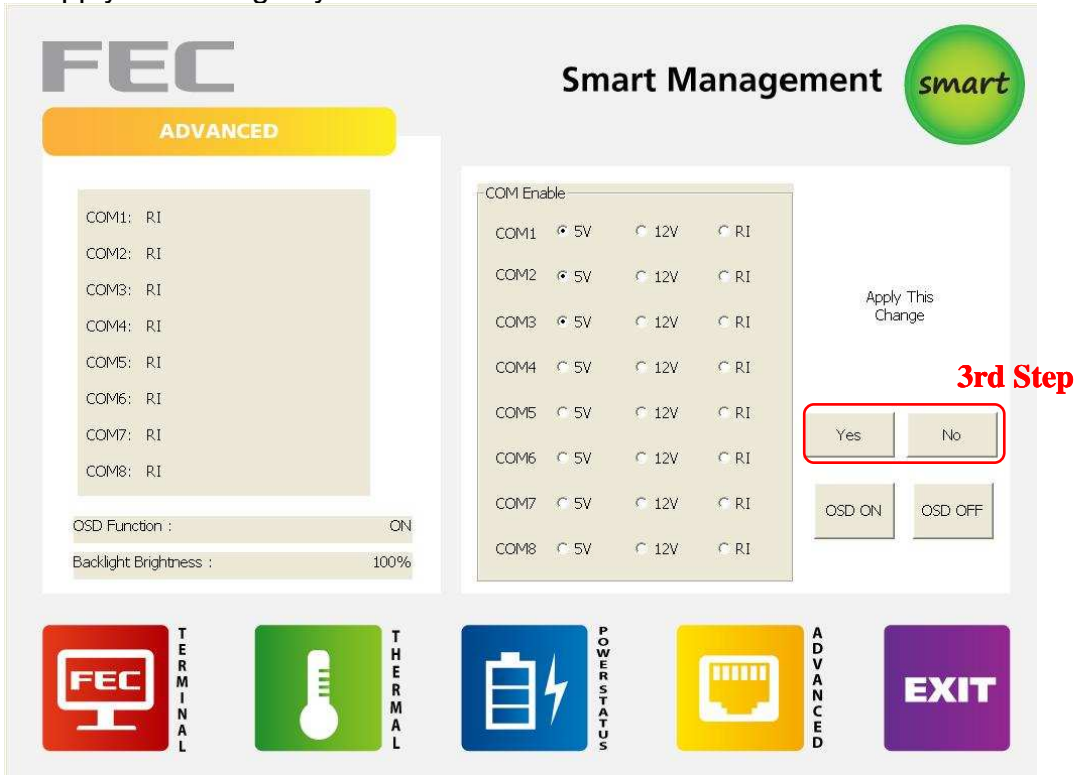 FEC
Smart Management
smart
ADVANCED
COM1: RI
COM2: RI
COM3: RI
COM4: RI
COM5: RI
COM6: RI
COM7: RI
COM8: RI
OSD Function : ON
Backlight Brightness : 100%
COM Enable
COM1 5V 12V RI
COM2 5V 12V RI
COM3 5V 12V RI
COM4 5V 12V RI
COM5 5V 12V RI
COM6 5V 12V RI
COM7 5V 12V RI
COM8 5V 12V RI
Apply This
Change
3rd Step
Yes No
OSD ON OSD OFF
FEC
TERMINAL
THERMAL
POWER STATUS
ADVANCED
EXIT